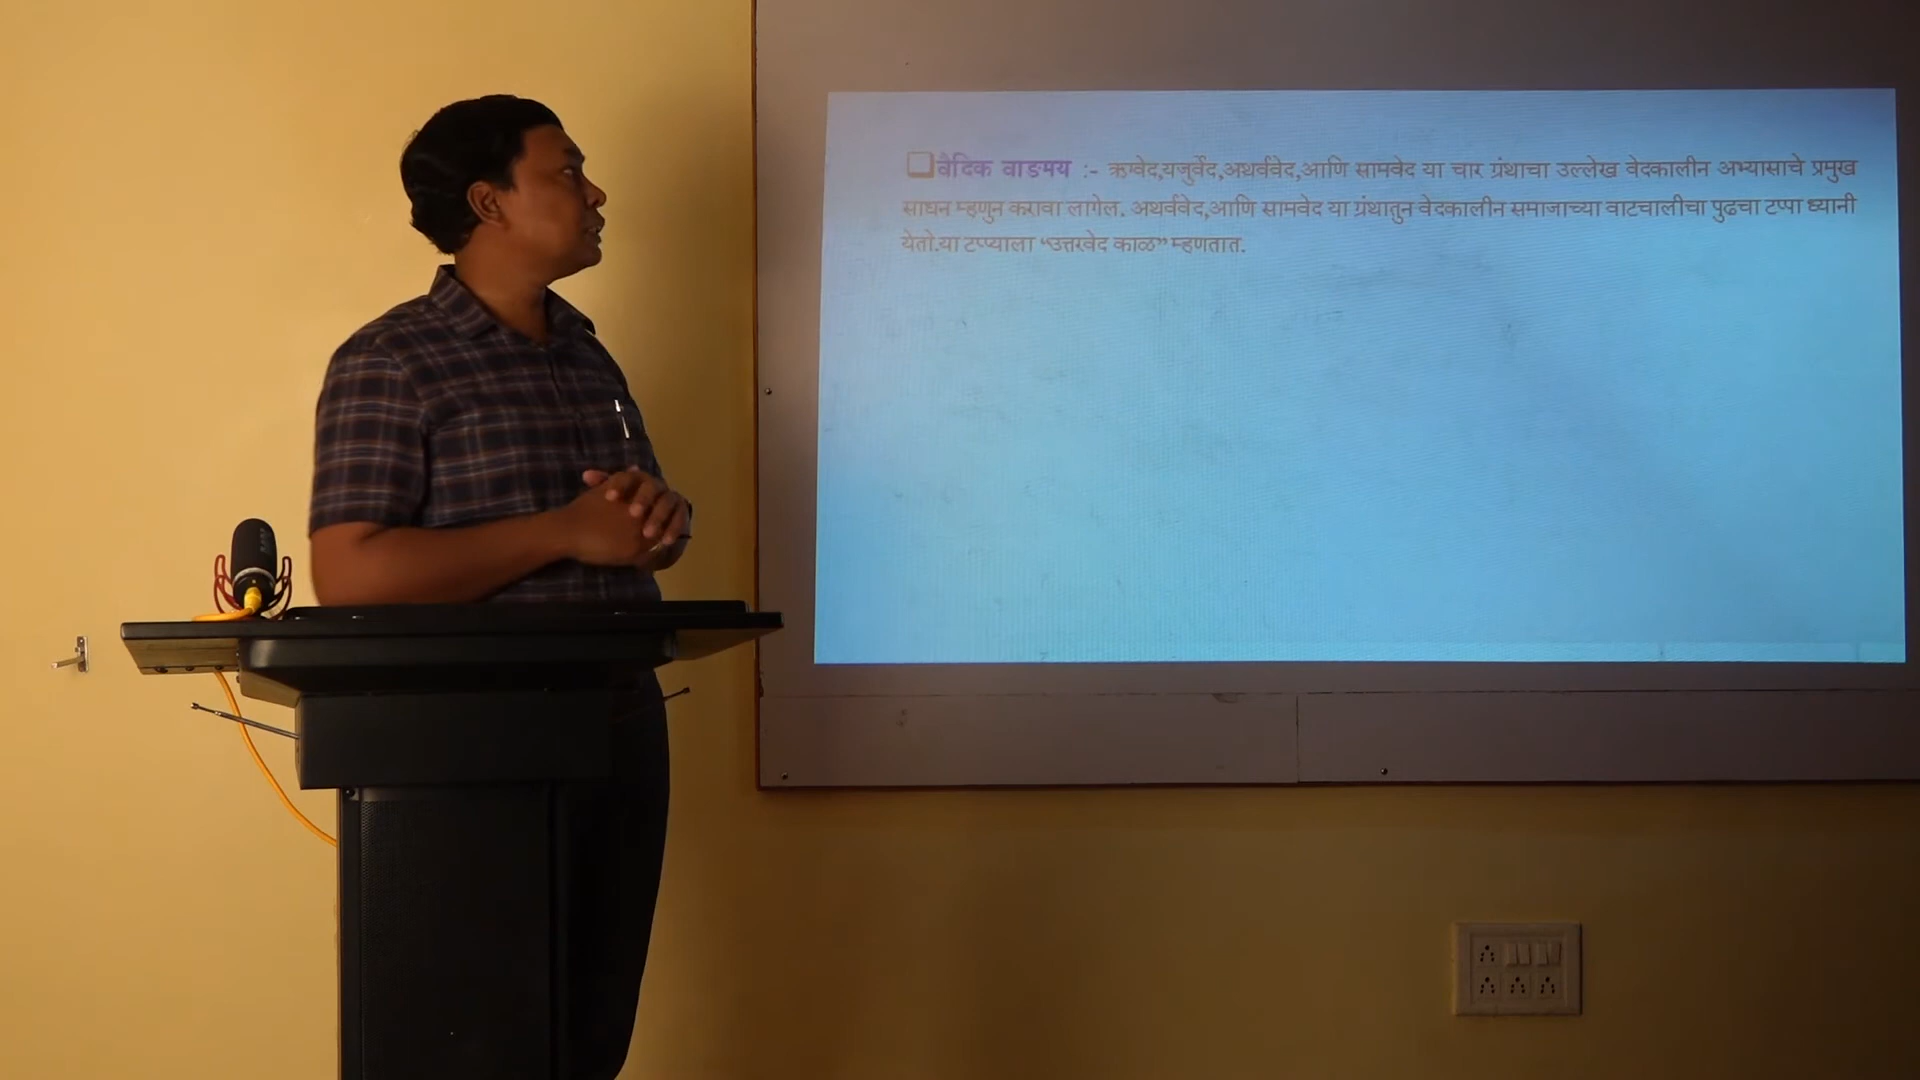 वैदिक वाङमय :- ऋग्वेद,यजुर्वेद,अथर्ववेद,आणि सामवेद या चार ग्रंथाचा उल्लेख वेदकालीन अभ्यासाचे प्रमुख
साधन म्हणुन करावा लागेल. अथर्ववेद,आणि सामवेद या ग्रंथातुन वेदकालीन समाजाच्या वाटचालीचा पुढचा टप्पा ध्यानी
येतो.या टप्प्याला “उत्तरवेद काळ” म्हणतात.